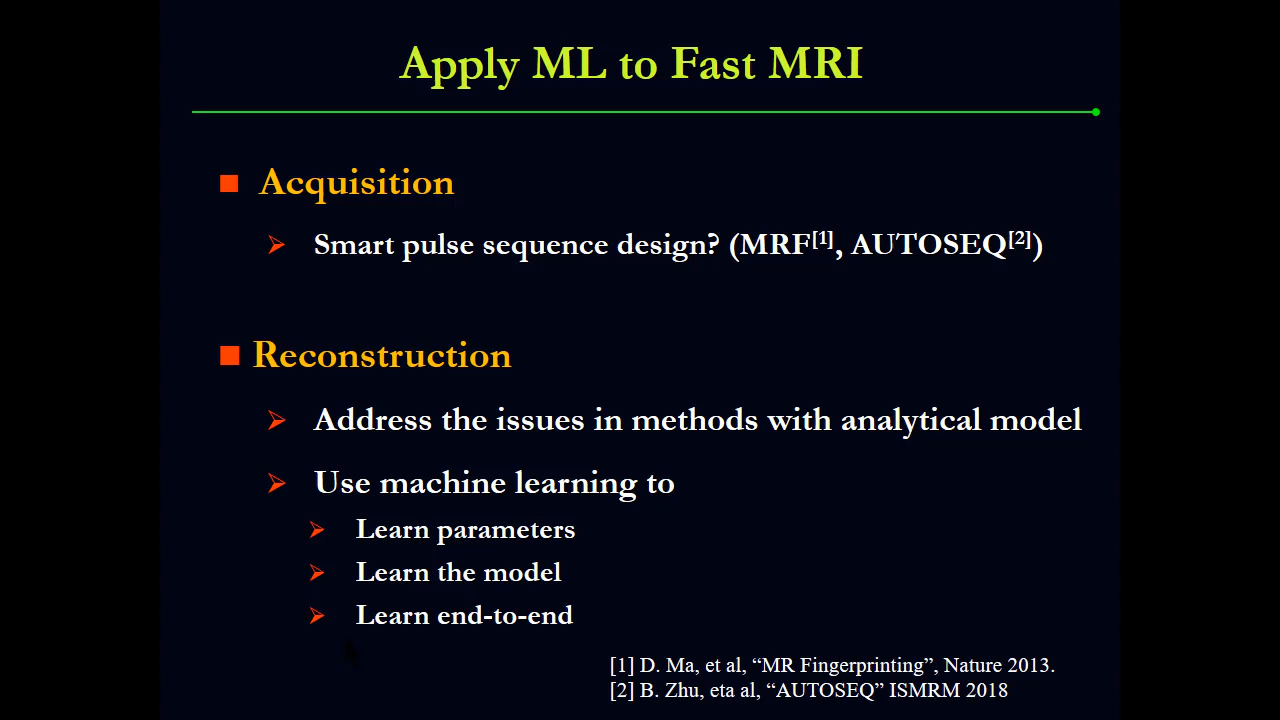 Apply ML to Fast MRI
Acquisition
Smart pulse sequence design? (MRF[1], AUTOSEQ[2])
Reconstruction
Address the issues in methods with analytical model
Use machine learning to
Learn parameters
Learn the model
Learn end-to-end
[1] D. Ma, et al, “MR Fingerprinting”, Nature 2013.
[2] B. Zhu, eta al, “AUTOSEQ” ISMRM 2018